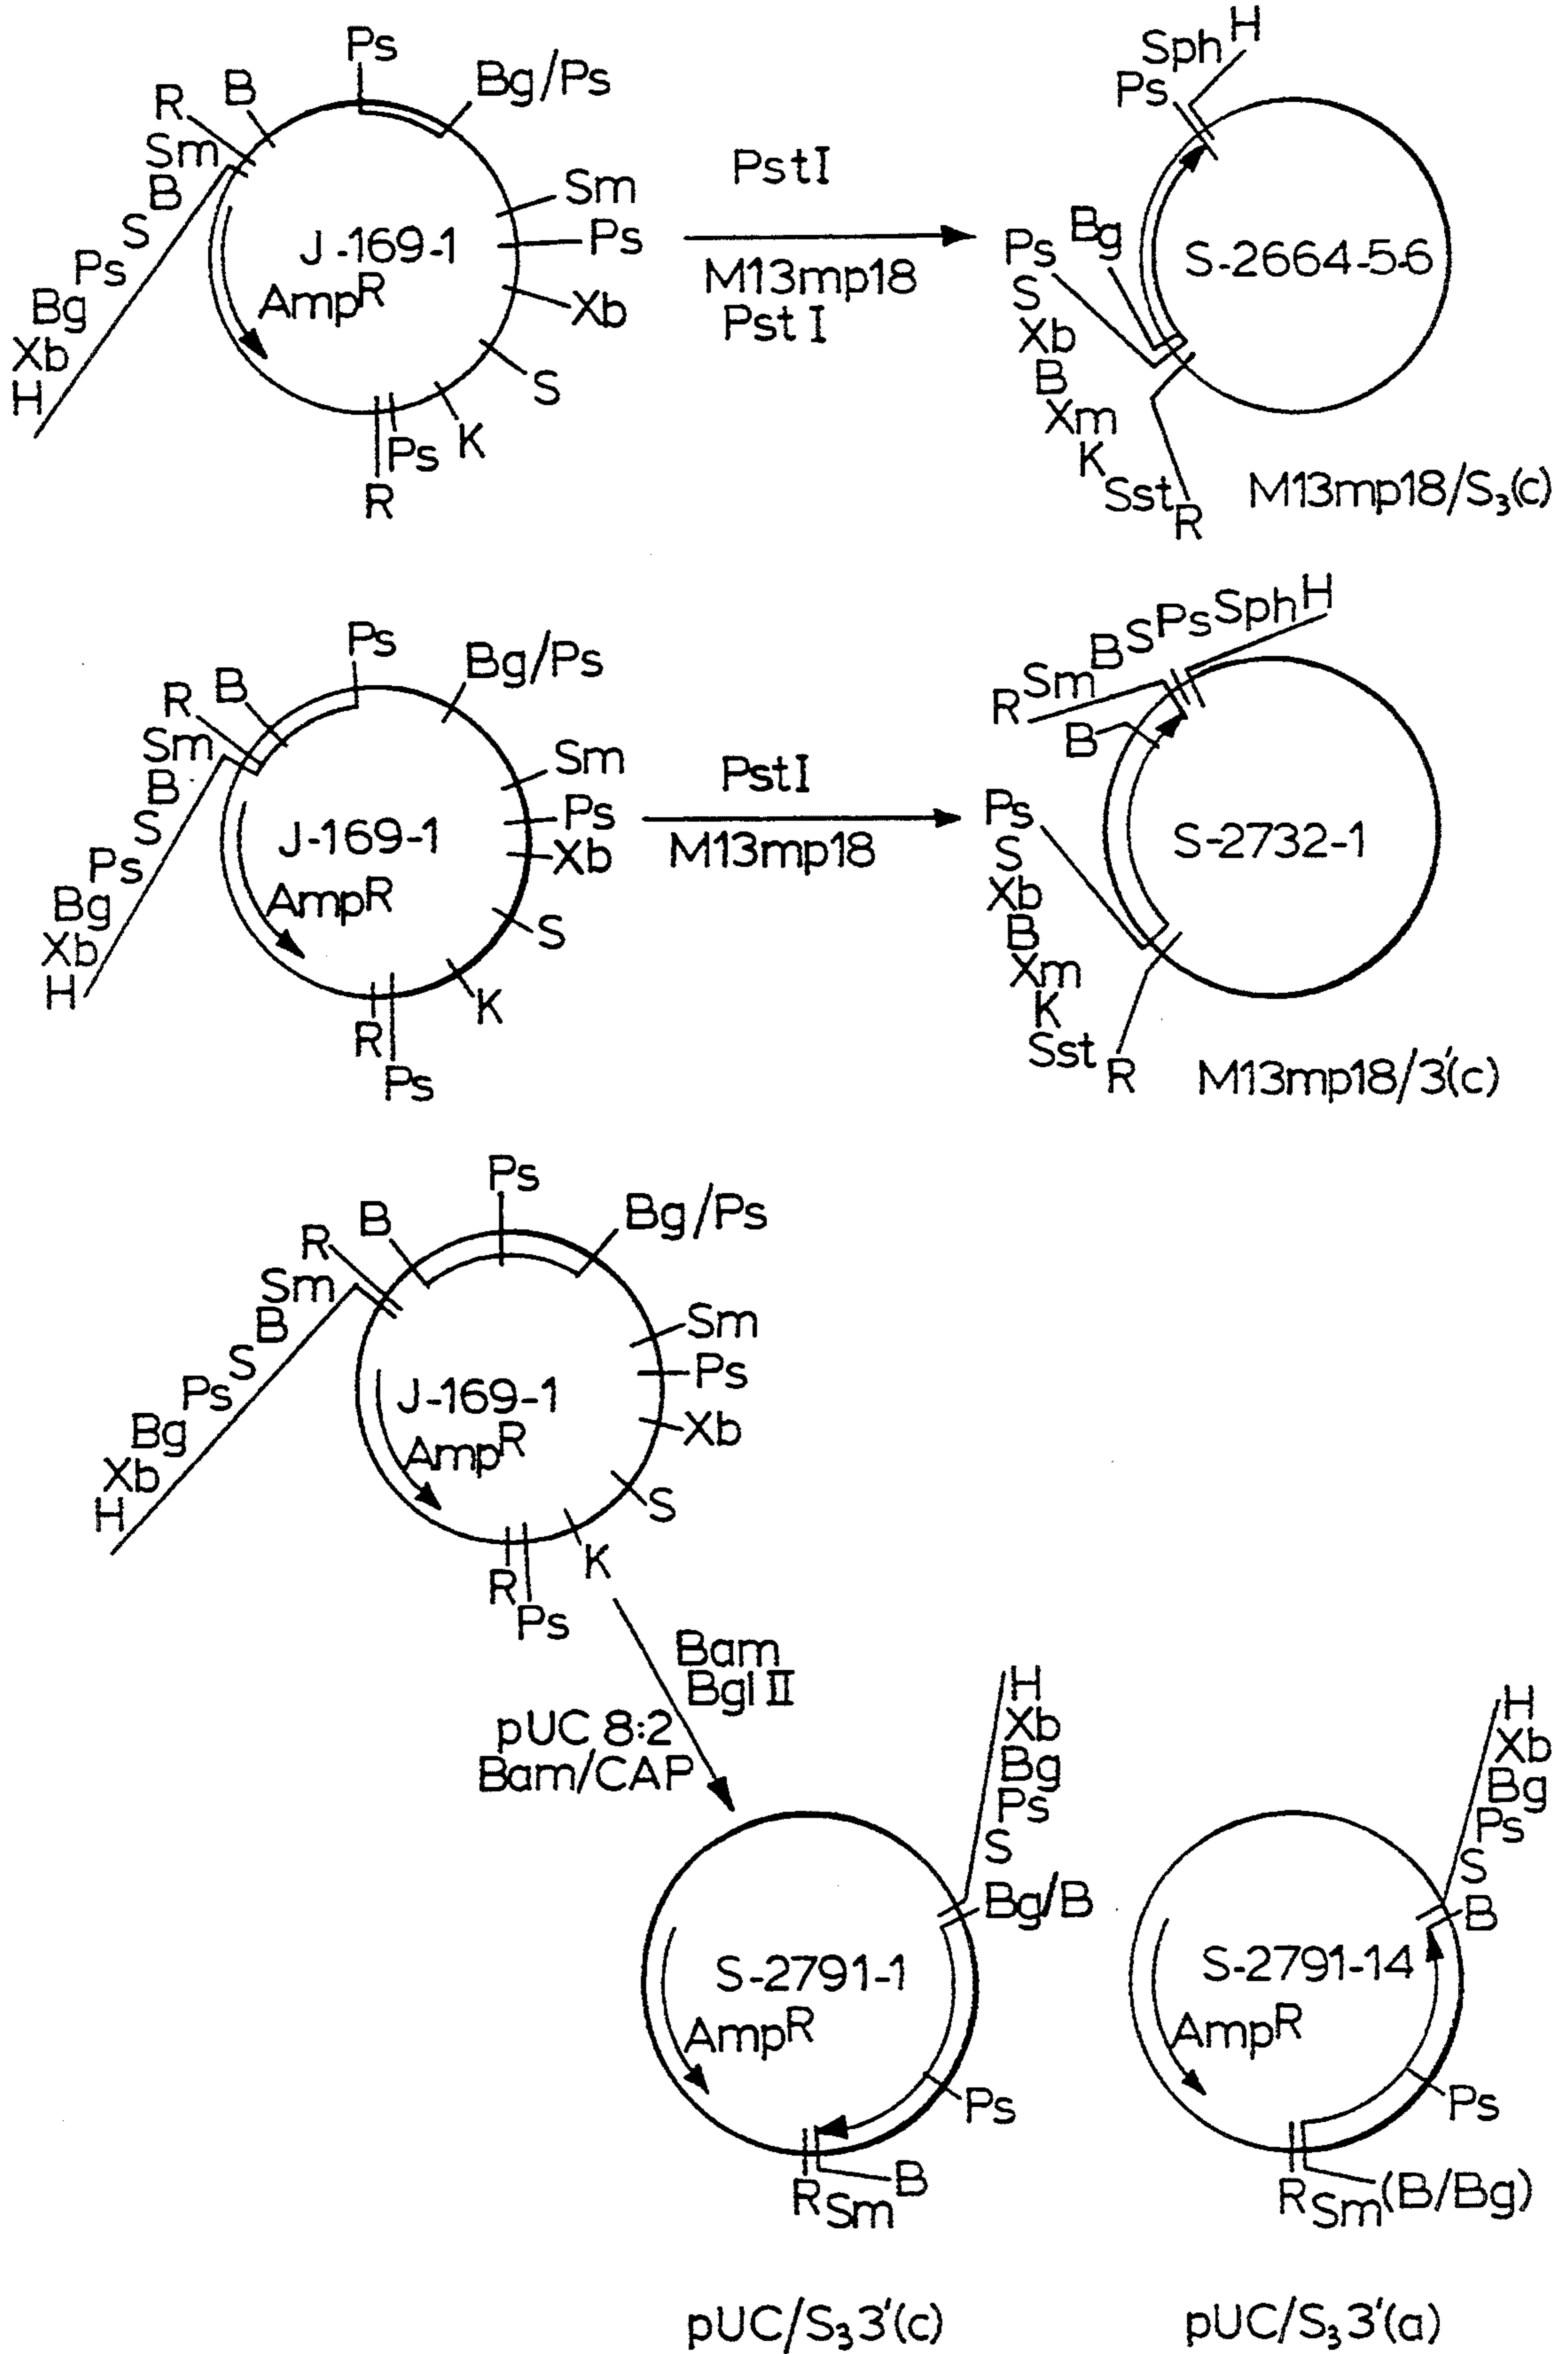 Ps
Bg/Ps
B
R
Sm
B
S
Ps
Bg
Xb
H
J-169-1
AmpR
Sm
Ps
Xb
S
K
Ps
R
PstI
M13mp18
Pst I
H
Sph
Ps
Bg
Ps
S
Xb
B
Xm
K
Sst
R
S-2664-5-6
M13mp18/S3(c)
Ps
Bg/Ps
B
R
Sm
B
S
Ps
Bg
Xb
H
J-169-1
AmpR
Sm
Ps
Xb
S
K
R
Ps
PstI
M13mp18
R Sm B S Ps Sph H
B
Ps
S
Xb
B
Xm
K
Sst
R
S-2732-1
M13mp18/3'(c)
Ps
Bg/Ps
B
R
Sm
B
S
Ps
Bg
Xb
H
J-169-1
AmpR
Sm
Ps
Xb
S
K
R
Ps
Bam
Bgl II
pUC 8:2
Bam/CAP
H
Xb
Bg
Ps
S
Bg/B
S-2791-1
AmpR
Ps
R Sm B
pUC/S3 3'(c)
H
Xb
Bg
Ps
S
B
S-2791-14
AmpR
Ps
R Sm (B/Bg)
pUC/S3 3'(a)